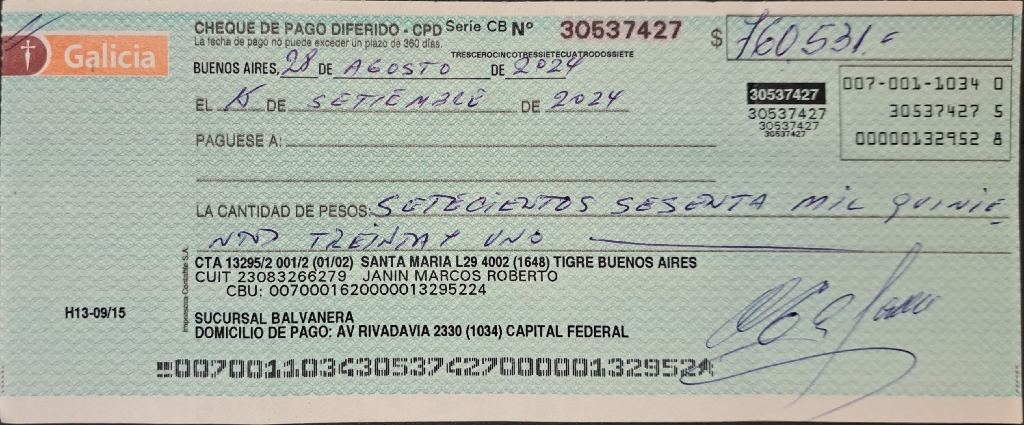 Galicia
CHEQUE DE PAGO DIFERIDO - CPD Serie CB Nº 30537427
La fecha de pago no puede exceder un plazo de 360 días.
TRESCEROCINCOTRESSIETECUATRODOSSIETE
$ 760531.-
BUENOS AIRES, 28 DE AGOSTO DE 2024
EL DE SETIEMBRE DE 2024
30537427
30537427
30537427
30537427
007-001-1034 0
30537427 5
00000132952 8
PAGUESE A:
LA CANTIDAD DE PESOS: SETECIENTOS SESENTA MIL QUINIE
NTOS TREINTA Y UNO
CTA 13295/2 001/2 (01/02) SANTA MARIA L29 4002 (1648) TIGRE BUENOS AIRES
CUIT 23083266279 JANIN MARCOS ROBERTO
CBU: 0070001620000013295224
Impresora Contable S.A.
H13-09/15
SUCURSAL BALVANERA
DOMICILIO DE PAGO: AV RIVADAVIA 2330 (1034) CAPITAL FEDERAL
00700110343053742700000132952